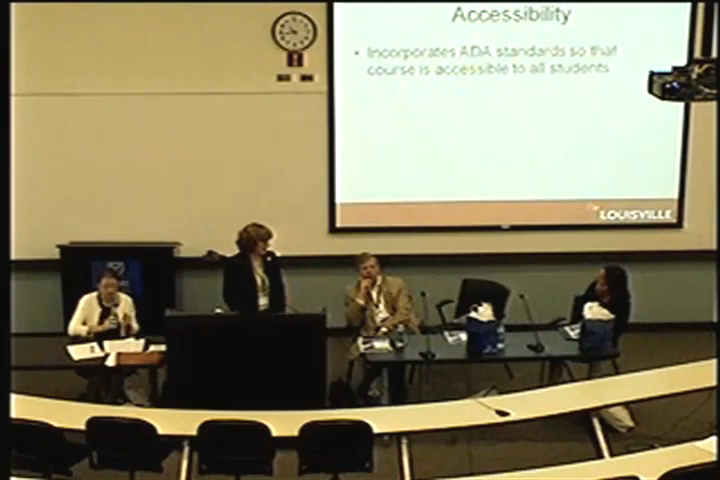 Accessibility
• Incorporates ADA standards so that
course is accessible to all students
LOUISVILLE